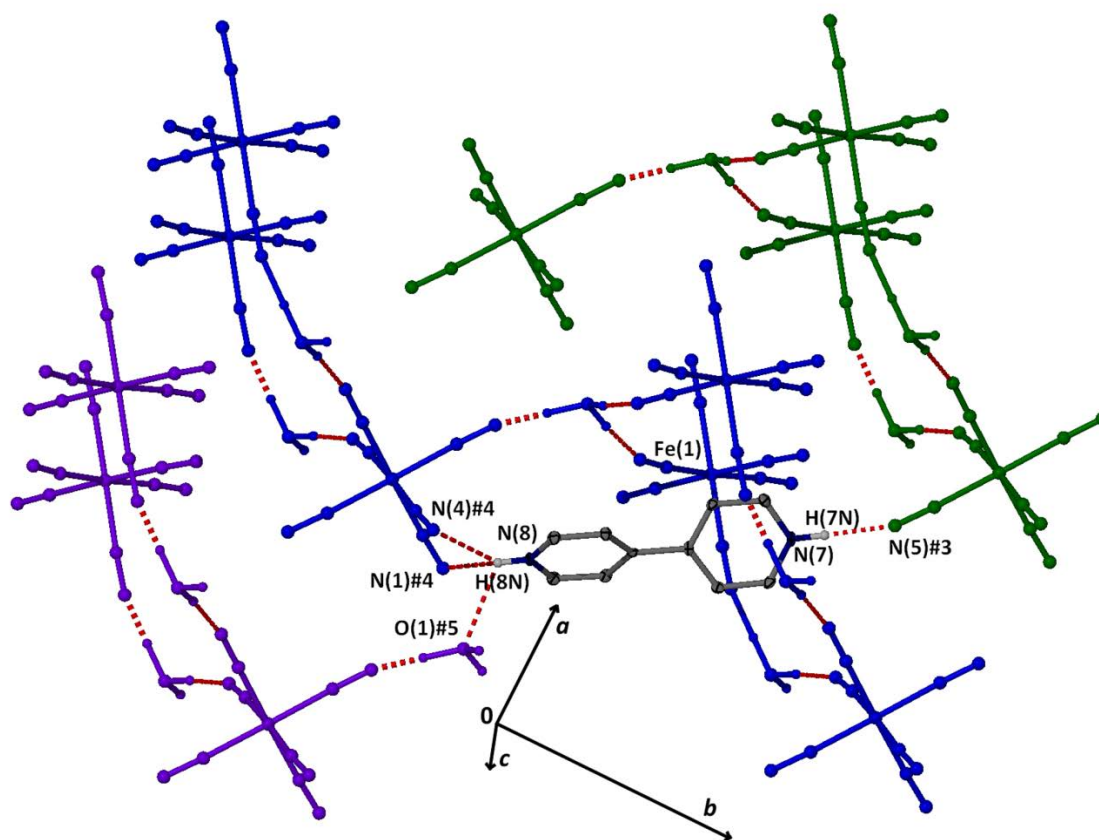 Fe(1)
N(4)#4
N(8)
H(7N)
N(1)#4
H(8N)
N(7)
N(5)#3
O(1)#5
a
0
c
b